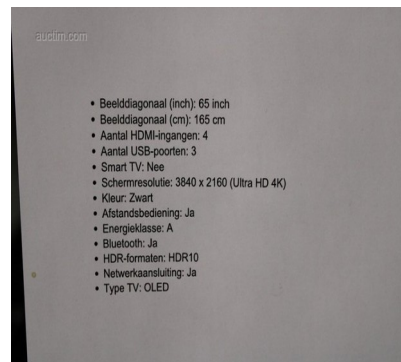 auctim.com
• Beelddiagonaal (inch): 65 inch
• Beelddiagonaal (cm): 165 cm
• Aantal HDMI-ingangen: 4
• Aantal USB-poorten: 3
• Smart TV: Nee
• Schermresolutie: 3840 x 2160 (Ultra HD 4K)
• Kleur: Zwart
• Afstandsbediening: Ja
• Energieklasse: A
• Bluetooth: Ja
• HDR-formaten: HDR10
• Netwerkaansluiting: Ja
• Type TV: OLED